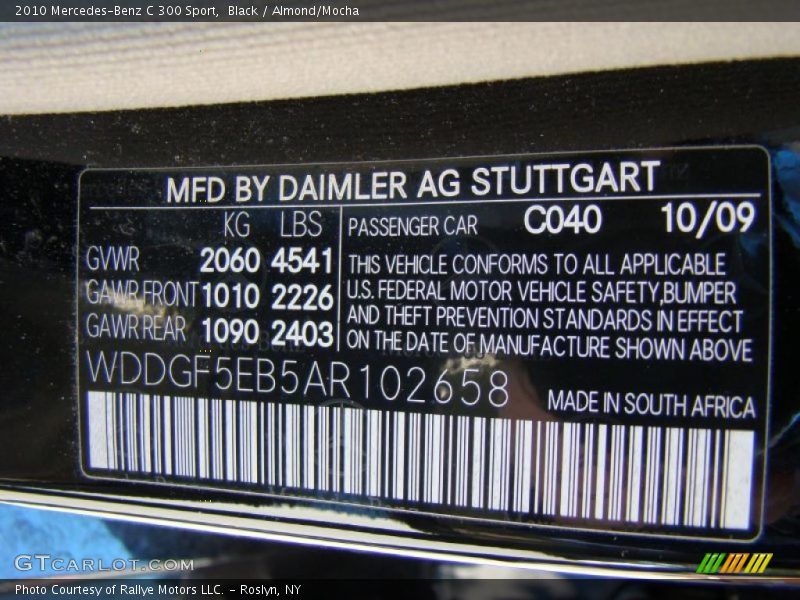 2010 Mercedes-Benz C 300 Sport, Black / Almond/Mocha
MFD BY DAIMLER AG STUTTGART
KG LBS
GVWR 2060 4541
GAWR FRONT 1010 2226
GAWR REAR 1090 2403
PASSENGER CAR C040 10/09
THIS VEHICLE CONFORMS TO ALL APPLICABLE
U.S. FEDERAL MOTOR VEHICLE SAFETY,BUMPER
AND THEFT PREVENTION STANDARDS IN EFFECT
ON THE DATE OF MANUFACTURE SHOWN ABOVE
WDDGF5EB5AR102658
MADE IN SOUTH AFRICA
GTCARLOT.COM
Photo Courtesy of Rallye Motors LLC. - Roslyn, NY